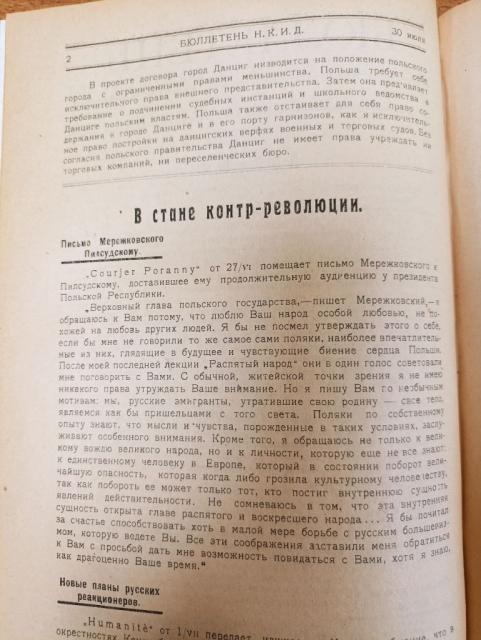 2
БЮЛЛЕТЕНЬ Н.К.И.Д.
30 июля
В проекте договора город Данциг низводится на положение польского
города с ограниченными правами меньшинства. Польша требует себе
исключительного права внешнего представительства. Затем она предъявляет
требование о подчинении судебных инстанций и школьного ведомства в
Данциге польским властям. Польша также отстаивает для себя право со-
держания в городе Данциге и в его порту гарнизонов, как и исключитель-
ное право постройки на данцигских верфях военных и торговых судов. Без
согласия польского правительства Данциг не имеет права учреждать ни
торговых компаний, ни переселенческих бюро.
В стане контр-революции.
Письмо Мережковского
Пилсудскому.
„Courjer Poranny“ от 27/VI помещает письмо Мережковского к
Пилсудскому, доставившее ему продолжительную аудиенцию у президента
Польской Республики.
„Верховный глава польского государства,—пишет Мережковский,—я
обращаюсь к Вам потому, что люблю Ваш народ особой любовью, не по-
хожей на любовь других людей. Я бы не посмел утверждать этого о себе,
если бы мне не говорили то же самое сами поляки, наиболее впечатлитель-
ные из них, глядящие в будущее и чувствующие биение сердца Польши.
После моей последней лекции „Распятый народ“ они в один голос советовали
мне поговорить с Вами. С обычной, житейской точки зрения я не имею
никакого права утруждать Ваше внимание. Но я пишу Вам по необычным
мотивам: мы, русские эмигранты, утратившие свою родину — свое тело,
являемся как бы пришельцами с того света. Поляки по собственному
опыту знают, что мысли и чувства, порожденные в таких условиях, заслу-
живают особенного внимания. Кроме того, я обращаюсь не только к вели-
кому вождю великого народа, но и к личности, которую еще не все знают:
к единственному человеку в Европе, который в состоянии поборот вели-
чайшую опасность, которая когда либо грозила культурному человечеству,
так как побороть ее может только тот, кто постиг внутреннюю сущность
явлений действительности. Не сомневаюсь в том, что эта внутренняя
сущность открыта главе распятого и воскресшего народа... Я бы почитал
за счастье способствовать хоть в малой мере борьбе с русским большевиз-
мом, которую ведете Вы. Все эти соображения заставили меня обратиться
к Вам с просьбой дать мне возможность повидаться с Вами, хотя я знаю,
как драгоценно Ваше время.“
Новые планы русских
реакционеров.
„Humanité“ от 1/VII передает,
окрестностях
что в